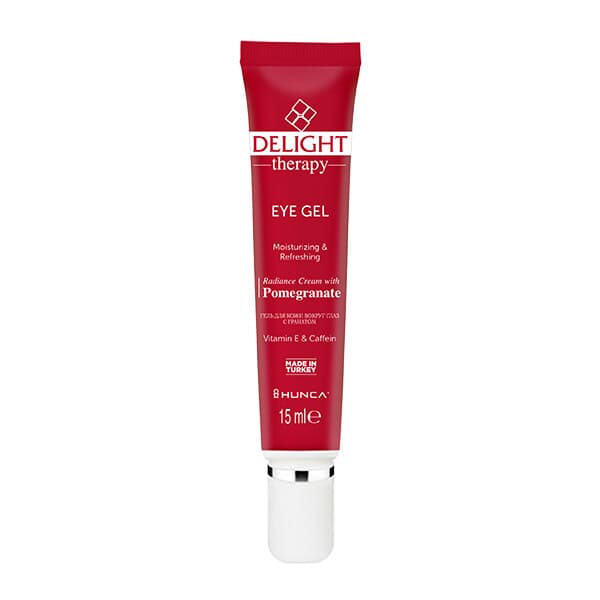 DELIGHT
therapy
EYE GEL
Moisturizing &
Refreshing
Radiance Cream with
Pomegranate
ГЕЛЬ ДЛЯ КОЖИ ВОКРУГ ГЛАЗ
С ГРАНАТОМ
Vitamin E & Caffein
MADE IN
TURKEY
HUNCA
15 ml℮